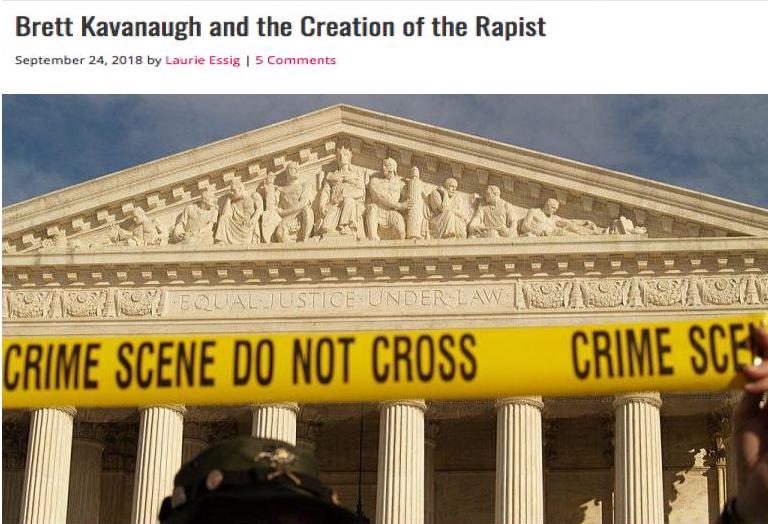 Brett Kavanaugh and the Creation of the Rapist
September 24, 2018 by Laurie Essig | 5 Comments
EQUAL·JUSTICE·UNDER·LAW
CRIME SCENE DO NOT CROSS CRIME SCEN